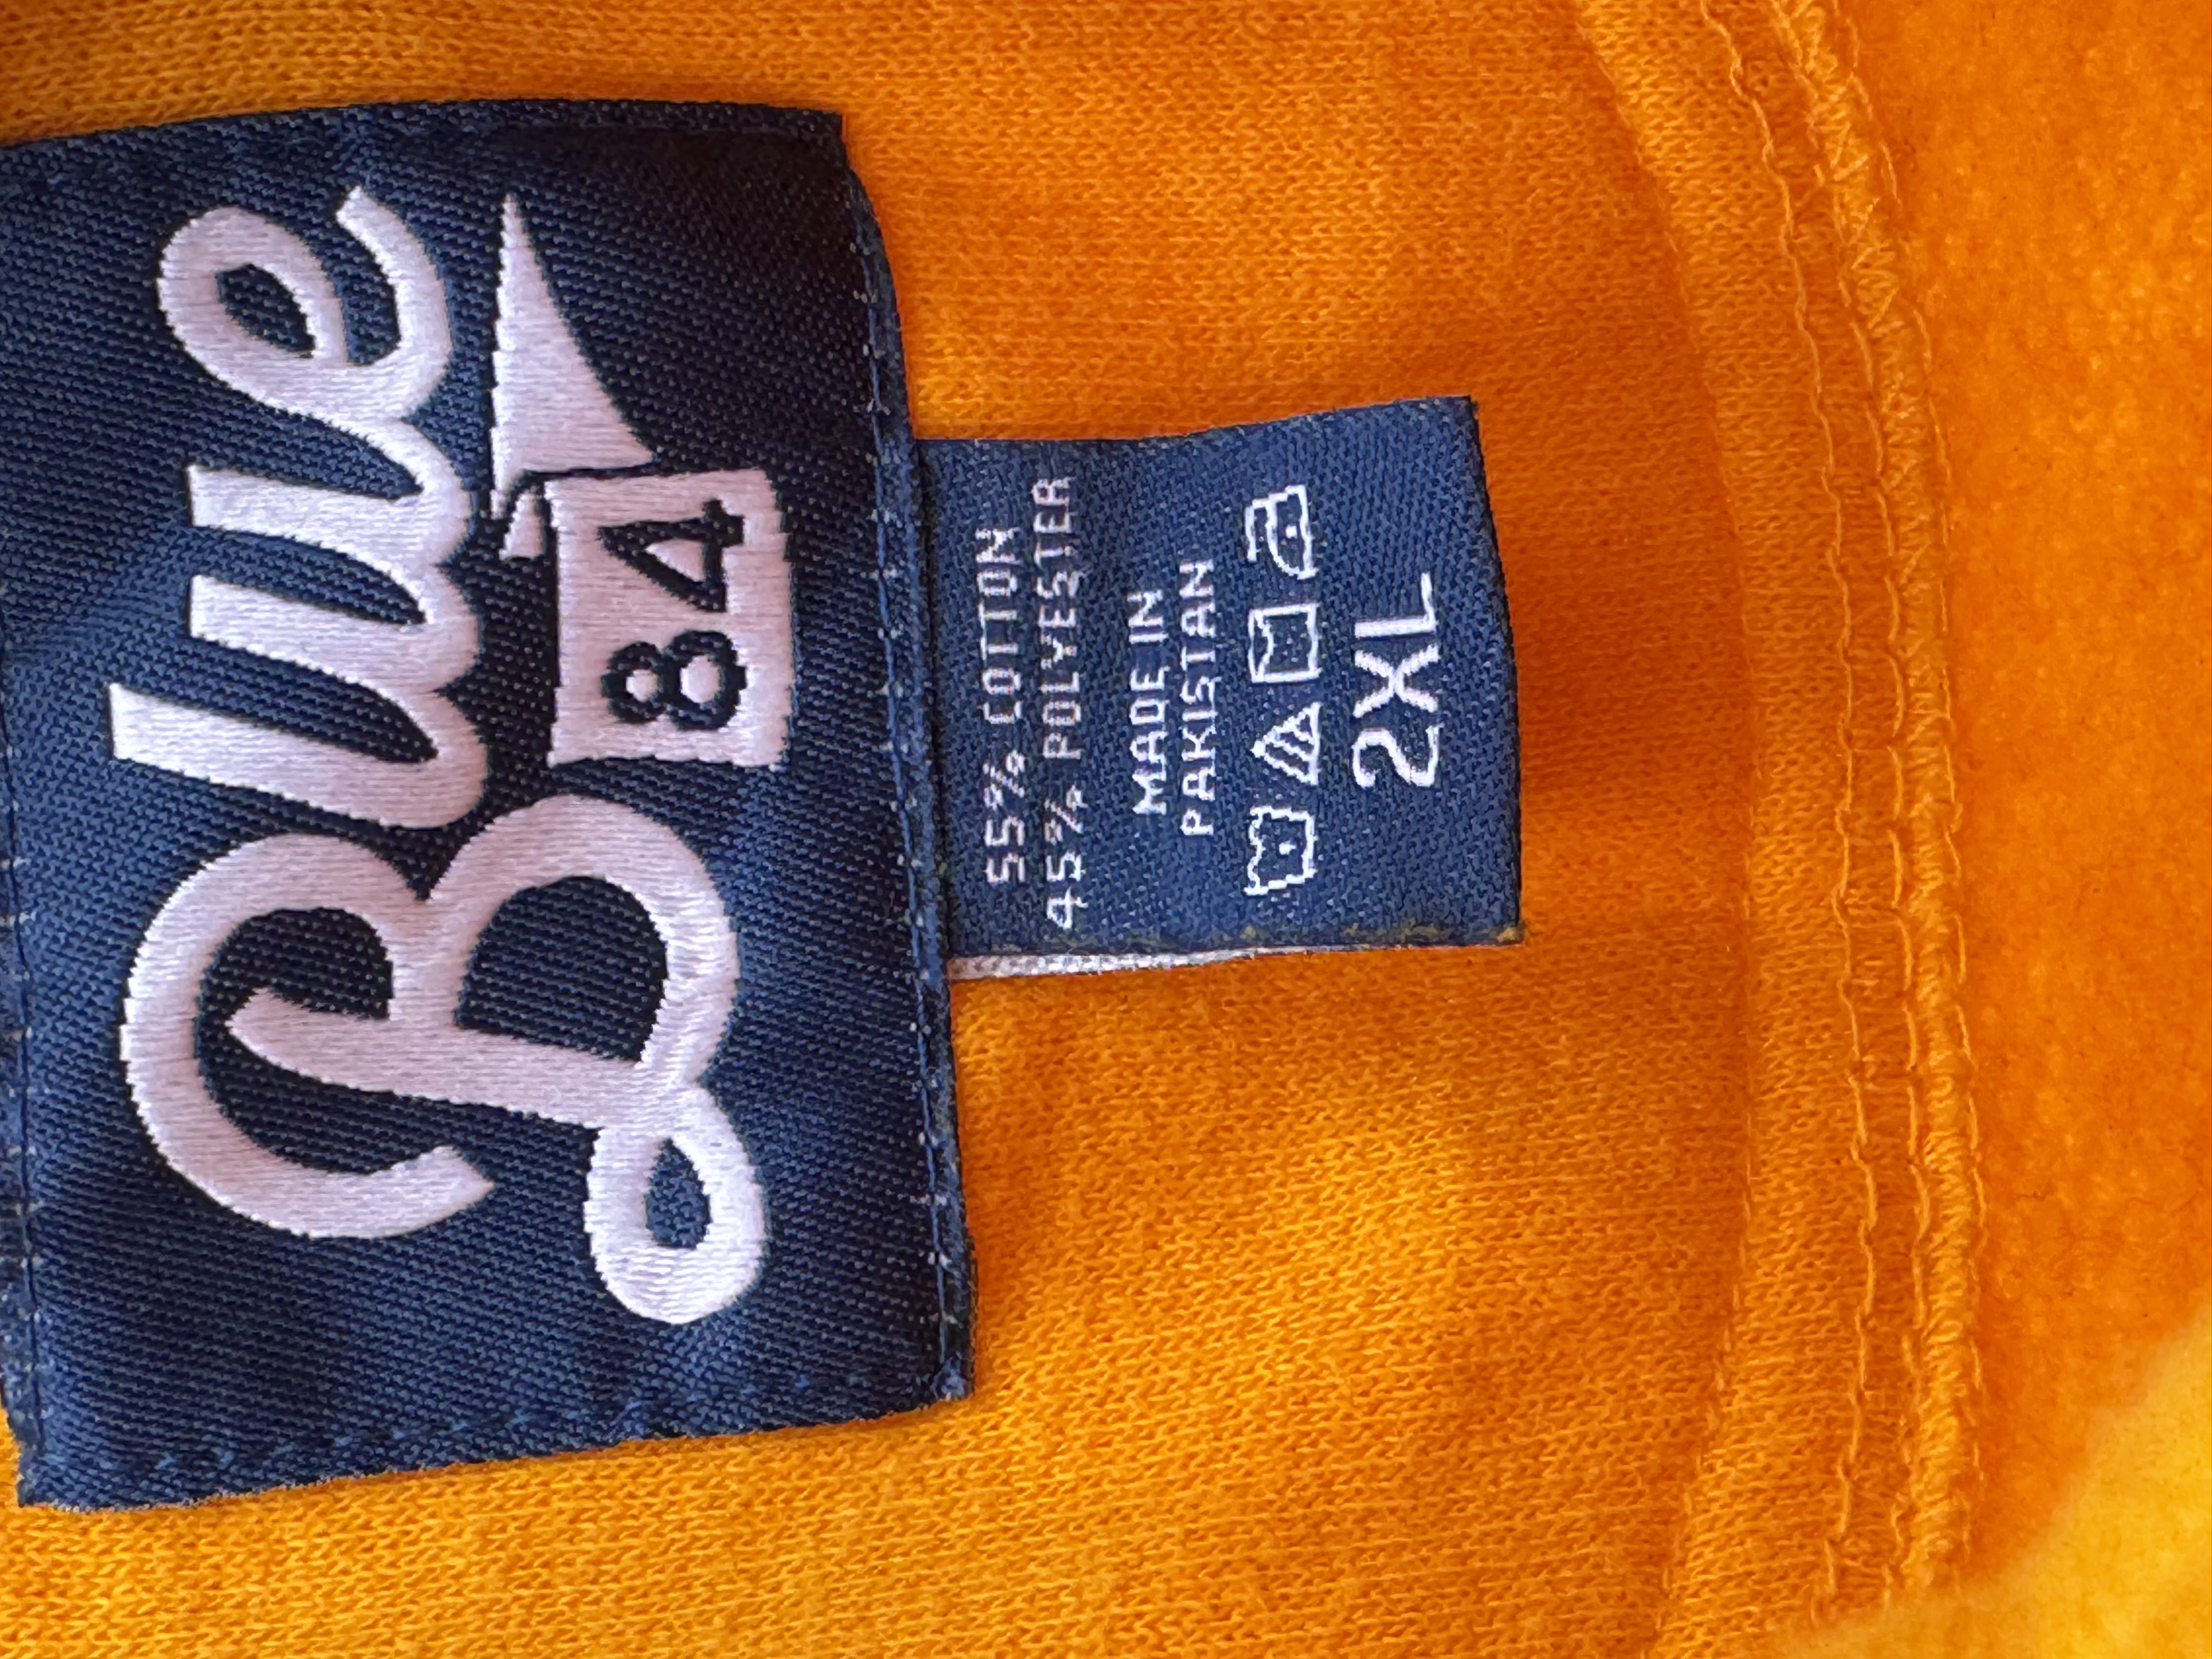 Blue
84
55% COTTON
45% POLYESTER
MADE IN
PAKISTAN
2XL